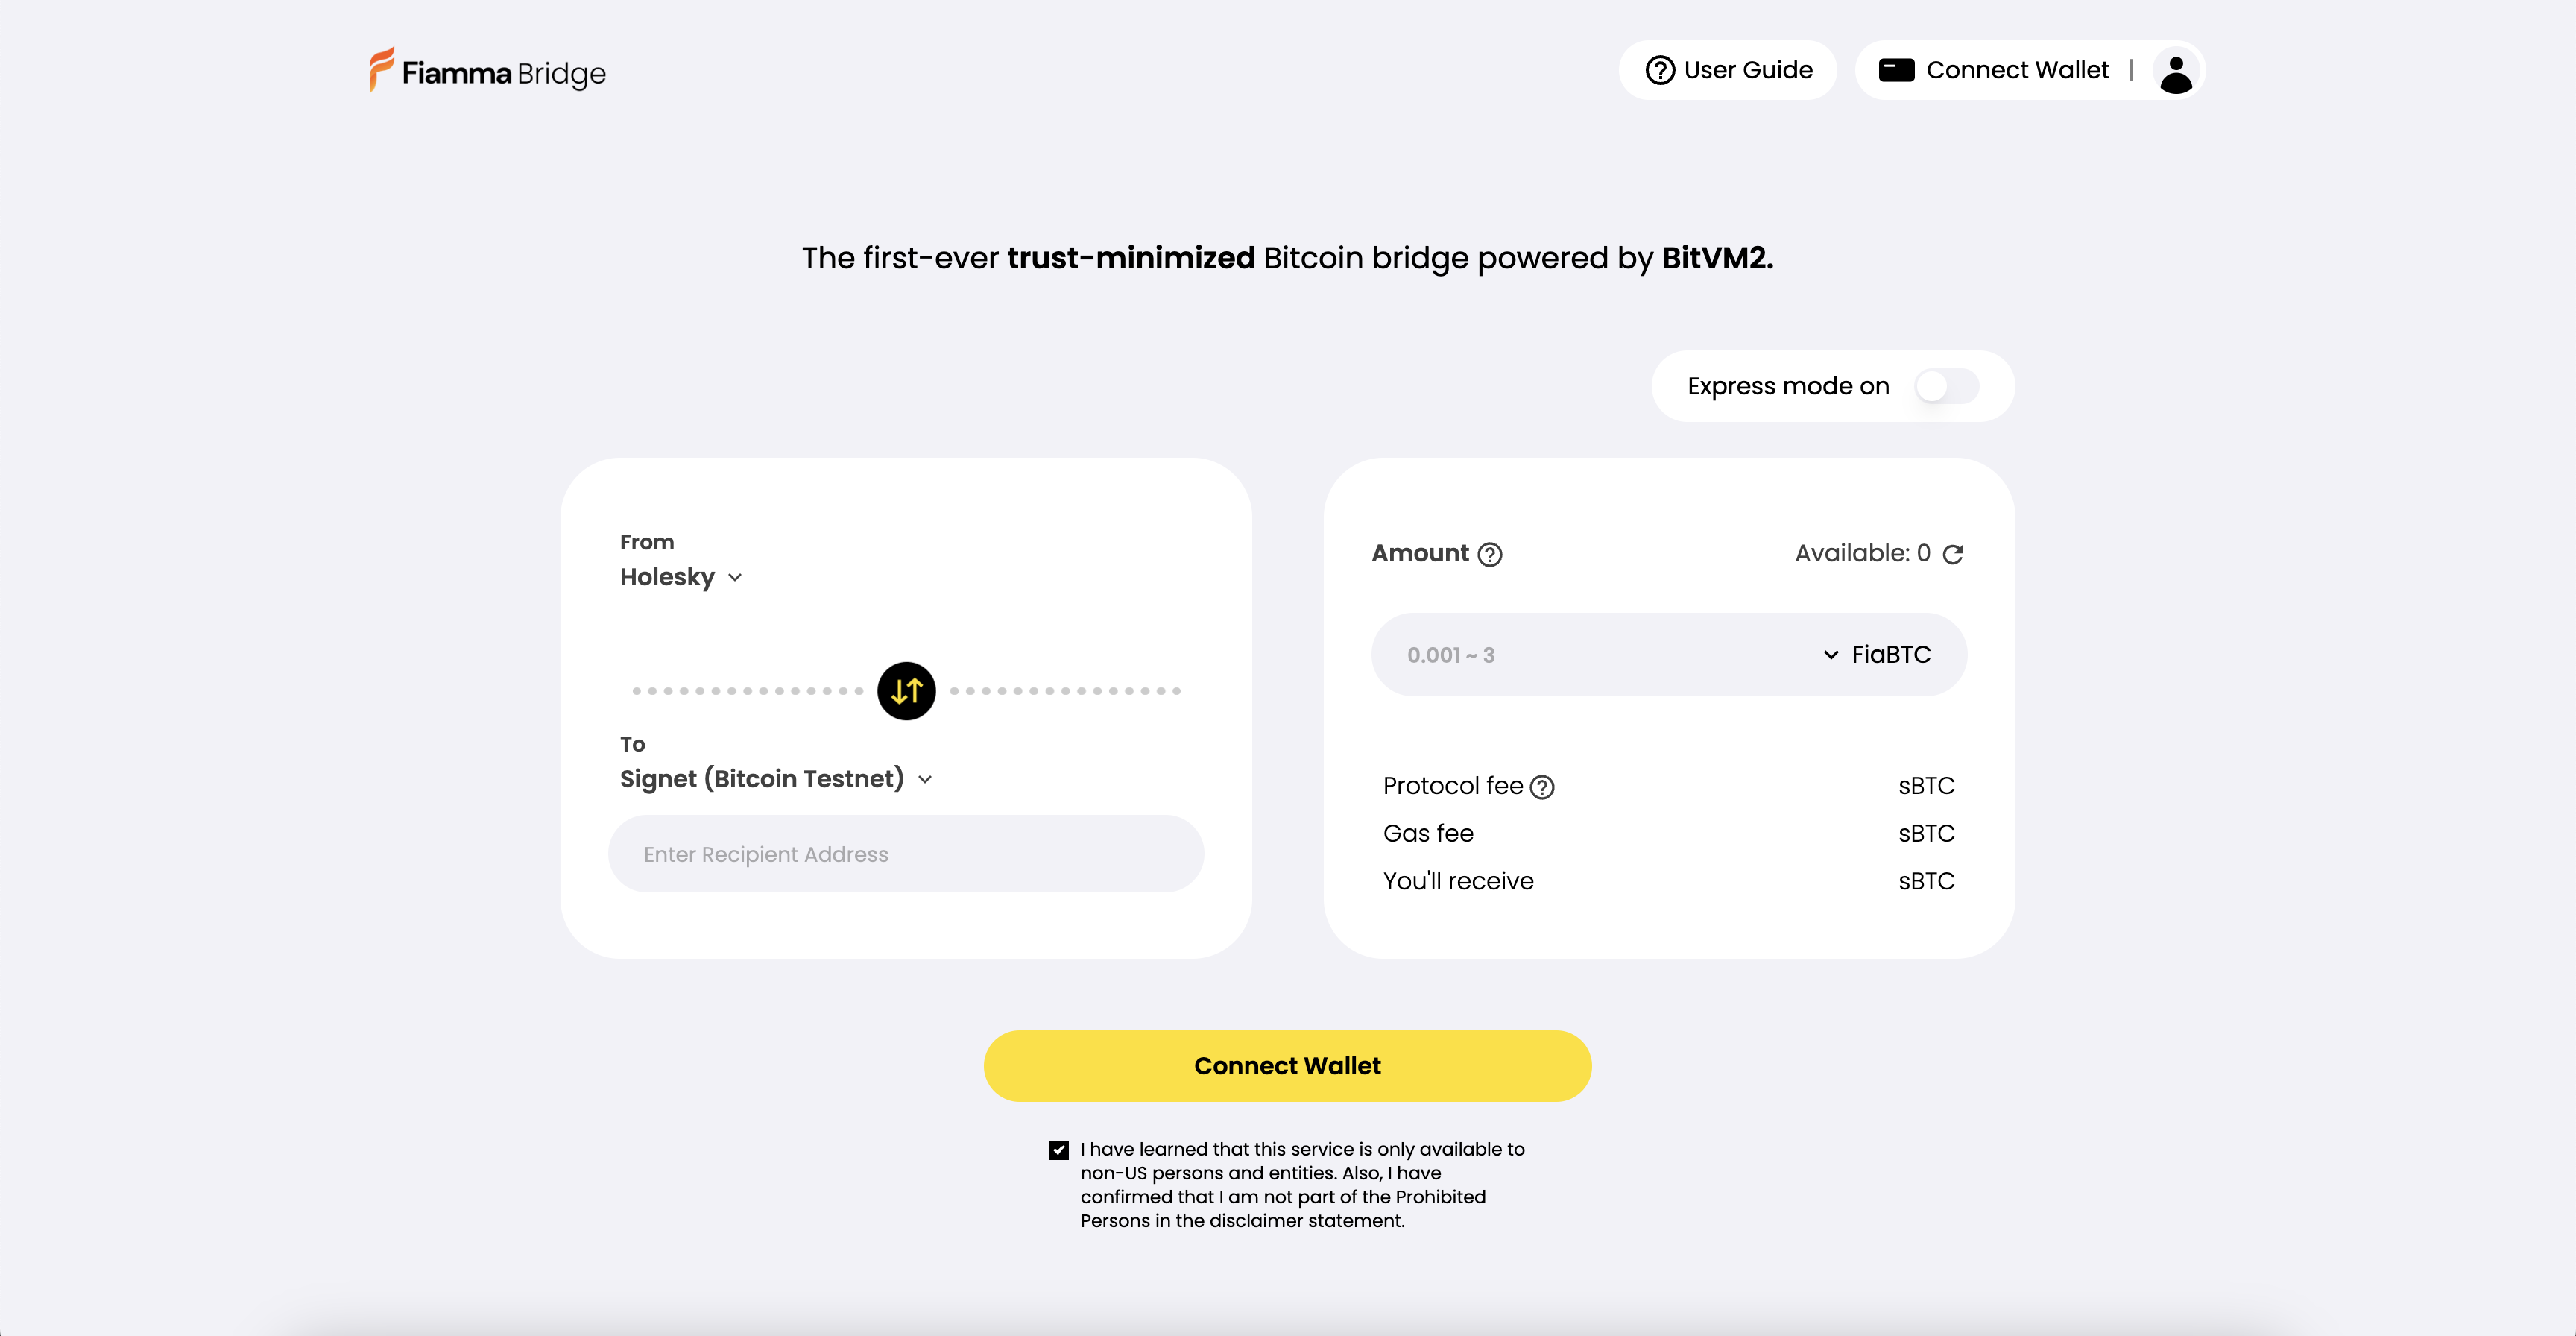 Fiamma Bridge
User Guide
Connect Wallet |
The first-ever trust-minimized Bitcoin bridge powered by BitVM2.
Express mode on
From
Holesky
To
Signet (Bitcoin Testnet)
Enter Recipient Address
Amount
Available: 0
0.001 ~ 3
FiaBTC
Protocol fee sBTC
Gas fee sBTC
You'll receive sBTC
Connect Wallet
I have learned that this service is only available to
non-US persons and entities. Also, I have
confirmed that I am not part of the Prohibited
Persons in the disclaimer statement.